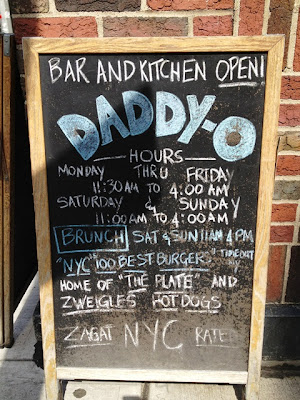 BAR AND KITCHEN OPEN!
DADDY-O
HOURS
MONDAY THRU FRIDAY
11:30AM TO 4:00AM
SATURDAY & SUNDAY
11:00AM TO 4:00AM
BRUNCH SAT & SUN 11AM 4PM
"NYC" 100 BEST BURGERS TIMEOUT
HOME OF "THE PLATE" AND
ZWEIGLES HOT DOGS
ZAGAT NYC RATED